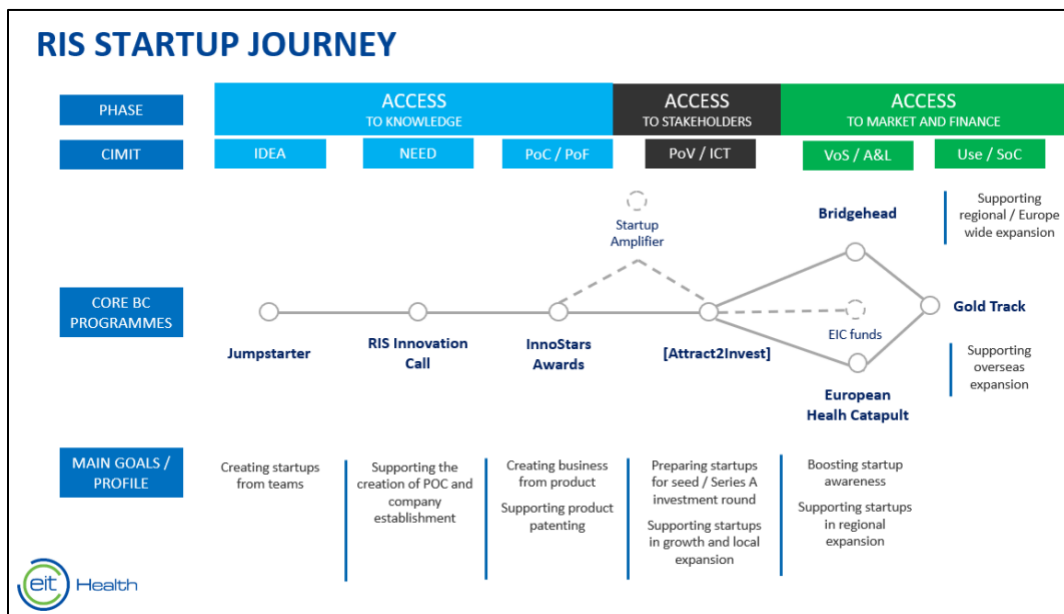 RIS STARTUP JOURNEY
PHASE
ACCESS
TO KNOWLEDGE
ACCESS
TO STAKEHOLDERS
ACCESS
TO MARKET AND FINANCE
CIMIT
IDEA
NEED
PoC / PoF
PoV / ICT
VoS / A&L
Use / SoC
Startup
Amplifier
Bridgehead
Supporting
regional / Europe
wide expansion
CORE BC
PROGRAMMES
Jumpstarter
RIS Innovation
Call
InnoStars
Awards
[Attract2Invest]
EIC funds
Gold Track
European
Healh Catapult
Supporting
overseas
expansion
MAIN GOALS /
PROFILE
Creating startups
from teams
Supporting the
creation of POC and
company
establishment
Creating business
from product
Supporting product
patenting
Preparing startups
for seed / Series A
investment round
Supporting startups
in growth and local
expansion
Boosting startup
awareness
Supporting startups
in regional
expansion
eit Health